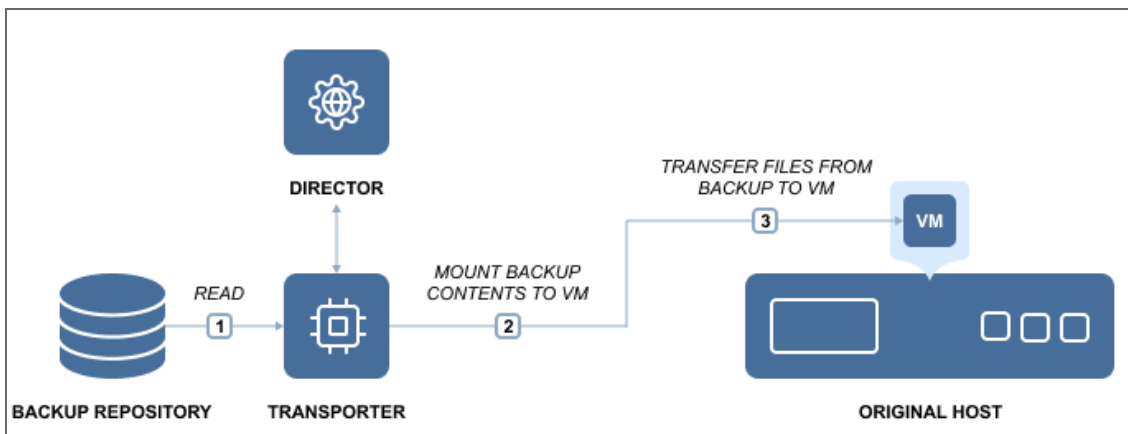 DIRECTOR
TRANSFER FILES FROM
BACKUP TO VM
3
VM
READ
1
MOUNT BACKUP
CONTENTS TO VM
2
BACKUP REPOSITORY
TRANSPORTER
ORIGINAL HOST